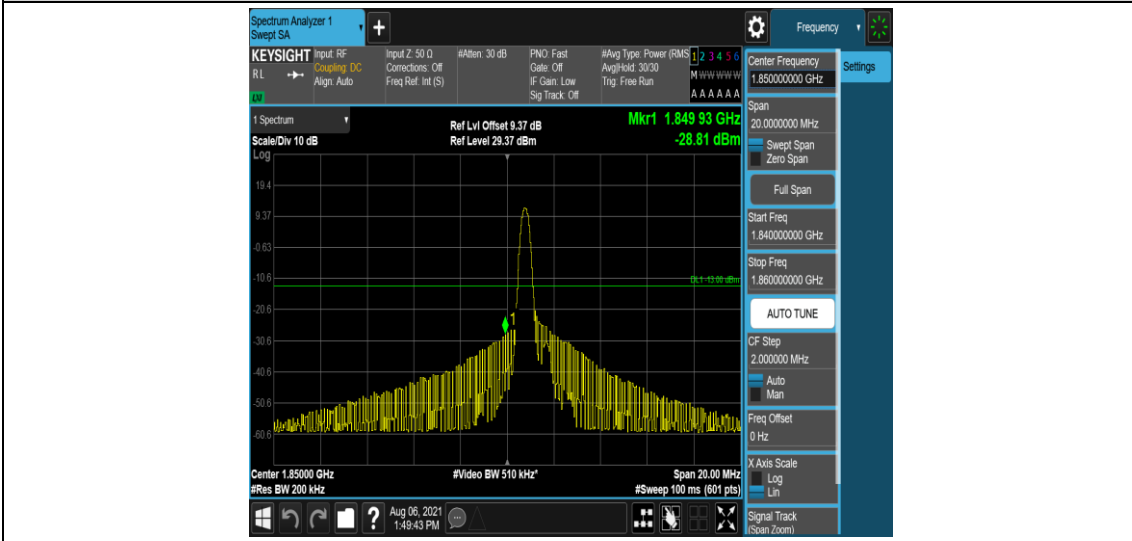 Spectrum Analyzer 1
Swept SA
+
Frequency
KEYSIGHT
RL
Input: RF
Coupling: DC
Align: Auto
Input Z: 50 Ω
Corrections: Off
Freq Ref: Int (S)
#Atten: 30 dB
PNO: Fast
Gate: Off
IF Gain: Low
Sig Track: Off
#Avg Type: Power (RMS
Avg|Hold: 30/30
Trig: Free Run
1 2 3 4 5 6
M W W W W W
A A A A A A
1 Spectrum
Scale/Div 10 dB
Log
Ref Lvl Offset 9.37 dB
Ref Level 29.37 dBm
Mkr1 1.849 93 GHz
-28.81 dBm
19.4
9.37
-0.63
-10.6
DL1 -13.00 dBm
-20.6
1
-30.6
-40.6
-50.6
-60.6
Center 1.85000 GHz
#Res BW 200 kHz
#Video BW 510 kHz*
Span 20.00 MHz
#Sweep 100 ms (601 pts)
?
Aug 06, 2021
1:49:43 PM
Center Frequency
1.850000000 GHz
Settings
Span
20.0000000 MHz
Swept Span
Zero Span
Full Span
Start Freq
1.840000000 GHz
Stop Freq
1.860000000 GHz
AUTO TUNE
CF Step
2.000000 MHz
Auto
Man
Freq Offset
0 Hz
X Axis Scale
Log
Lin
Signal Track
(Span Zoom)